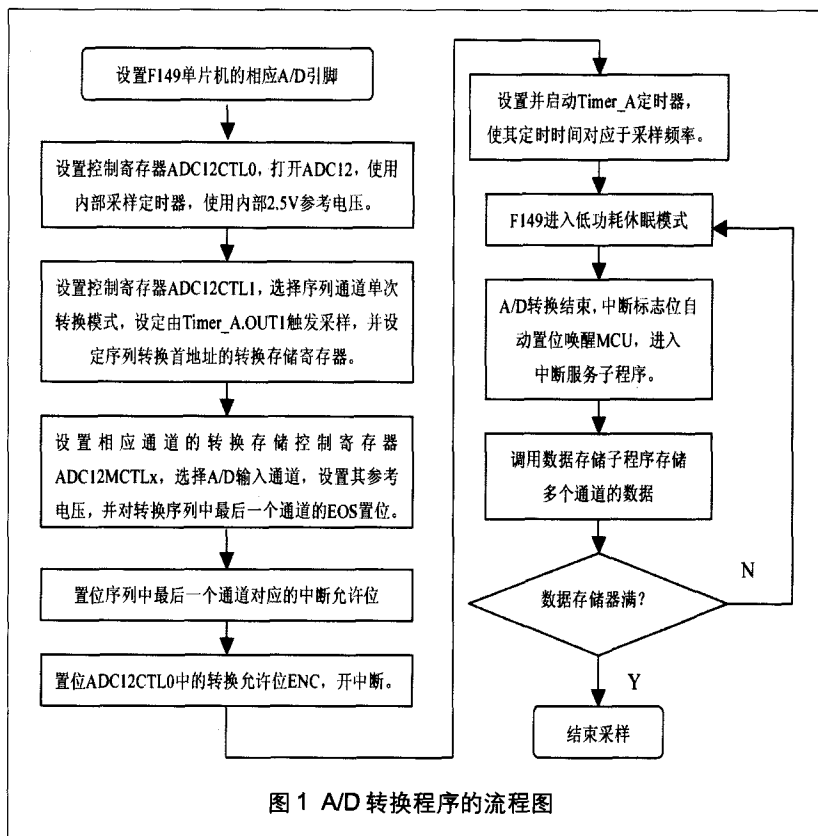 设置F149单片机的相应A/D引脚
设置控制寄存器ADC12CTL0，打开ADC12，使用
内部采样定时器，使用内部2.5V参考电压。
设置控制寄存器ADC12CTL1，选择序列通道单次
转换模式，设定由Timer_A.OUT1触发采样，并设
定序列转换首地址的转换存储寄存器。
设置相应通道的转换存储控制寄存器
ADC12MCTLx，选择A/D输入通道，设置其参考
电压，并对转换序列中最后一个通道的EOS置位。
置位序列中最后一个通道对应的中断允许位
置位ADC12CTL0中的转换允许位ENC，开中断。
设置并启动Timer_A定时器，
使其定时时间对应于采样频率。
F149进入低功耗休眠模式
A/D转换结束，中断标志位自
动置位唤醒MCU，进入
中断服务子程序。
调用数据存储子程序存储
多个通道的数据
数据存储器满？
N
Y
结束采样
图 1 A/D 转换程序的流程图